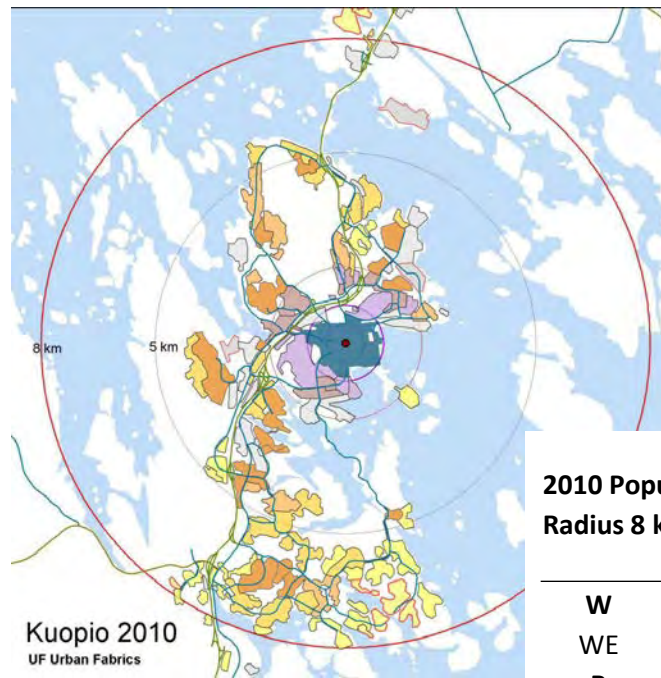 8 km
5 km
2010 Popu
Radius 8 k
W
WE
Kuopio 2010
UF Urban Fabrics